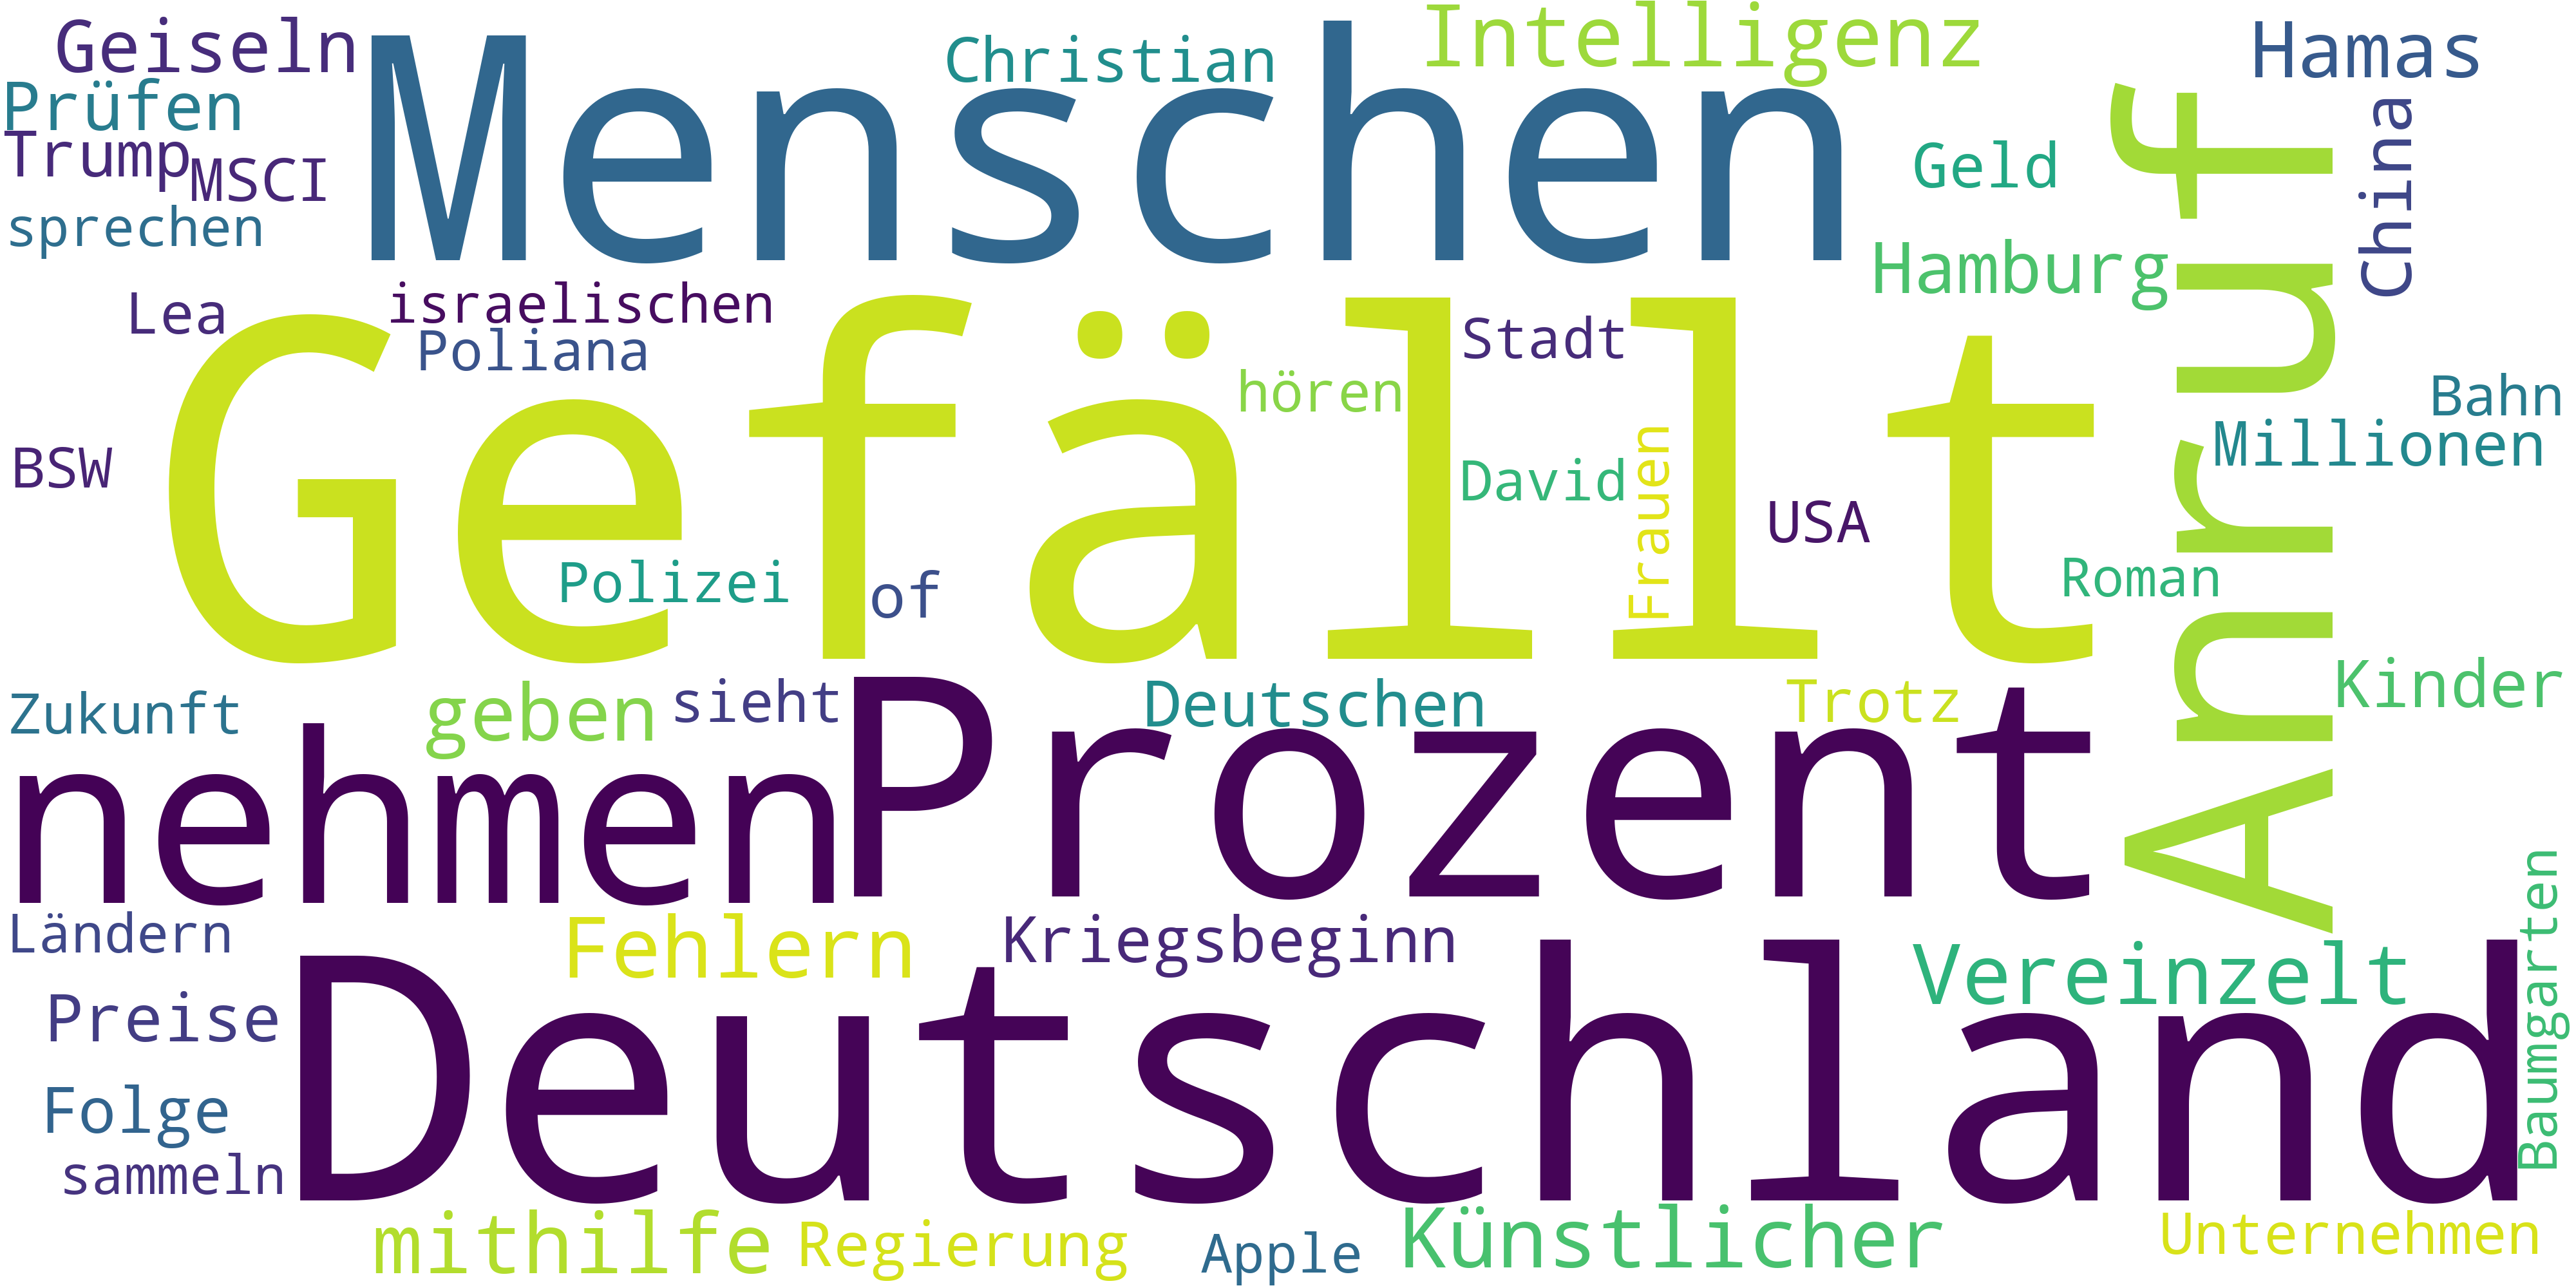 Geiseln
Menschen
Christian
Intelligenz
Hamas
Prüfen
Trump
MSCI
sprechen
Geld
China
Anruf
Hamburg
Lea
israelischen
Poliana
Gefällt
Stadt
hören
Bahn
Millionen
BSW
David
Frauen
USA
Polizei
of
Roman
Zukunft
geben
sieht
Deutschen
Trotz
Kinder
nehmen
Prozent
Ländern
Fehlern
Kriegsbeginn
Vereinzelt
Baumgarten
Preise
Deutschland
Folge
sammeln
mithilfe
Regierung
Apple
Künstlicher
Unternehmen